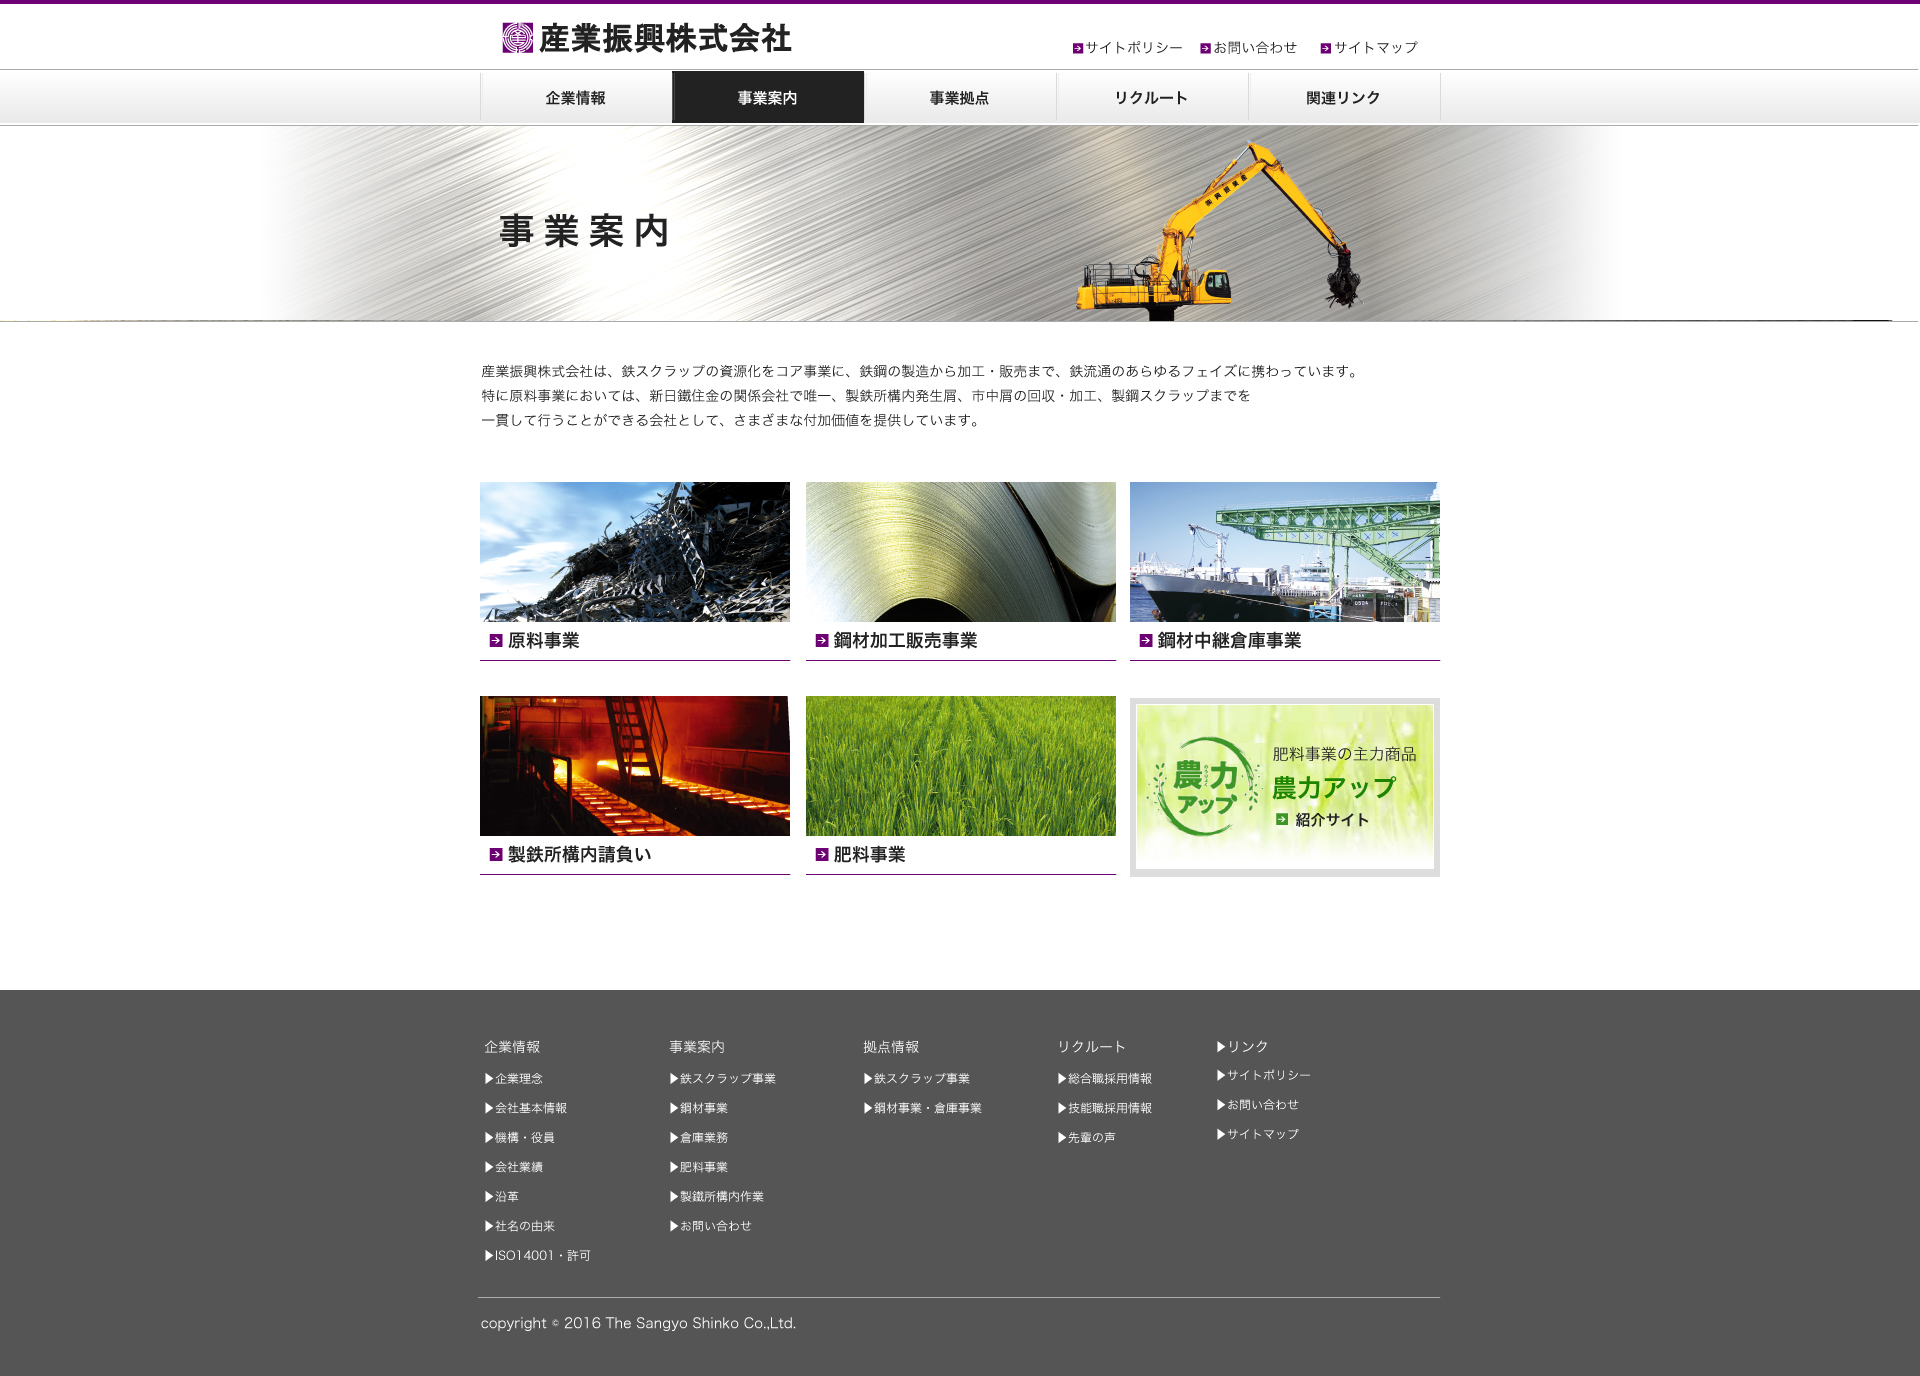 産業振興株式会社
サイトポリシー
お問い合わせ
サイトマップ
企業情報
事業案内
事業拠点
リクルート
関連リンク
事業案内
産業振興株式会社は、鉄スクラップの資源化をコア事業に、鉄鋼の製造から加工・販売まで、鉄流通のあらゆるフェイズに携わっています。
特に原料事業においては、新日鐵住金の関係会社で唯一、製鉄所構内発生屑、市中屑の回収・加工、製鋼スクラップまでを
一貫して行うことができる会社として、さまざまな付加価値を提供しています。
原料事業
鋼材加工販売事業
鋼材中継倉庫事業
製鉄所構内請負い
肥料事業
農力
アップ
肥料事業の主力商品
農力アップ
紹介サイト
企業情報
▶企業理念
▶会社基本情報
▶機構・役員
▶会社業績
▶沿革
▶社名の由来
▶ISO14001・許可
事業案内
▶鉄スクラップ事業
▶鋼材事業
▶倉庫業務
▶肥料事業
▶製鐵所構内作業
▶お問い合わせ
拠点情報
▶鉄スクラップ事業
▶鋼材事業・倉庫事業
リクルート
▶総合職採用情報
▶技能職採用情報
▶先輩の声
▶リンク
▶サイトポリシー
▶お問い合わせ
▶サイトマップ
copyright © 2016 The Sangyo Shinko Co.,Ltd.